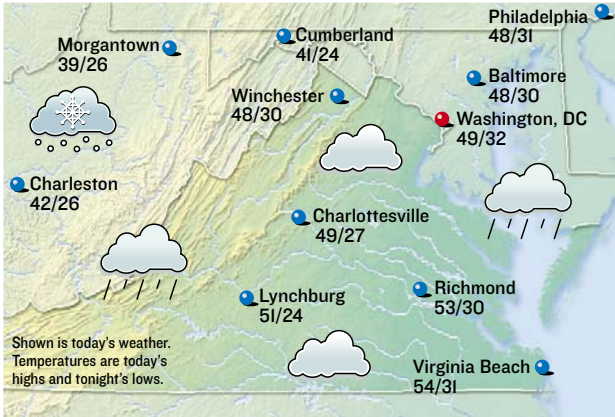 Philadelphia
48/31
Cumberland
41/24
Morgantown
39/26
Baltimore
48/30
Winchester
48/30
Washington, DC
49/32
Charleston
42/26
Charlottesville
49/27
Richmond
53/30
Lynchburg
51/24
Shown is today's weather.
Temperatures are today's
highs and tonight's lows.
Virginia Beach
54/31